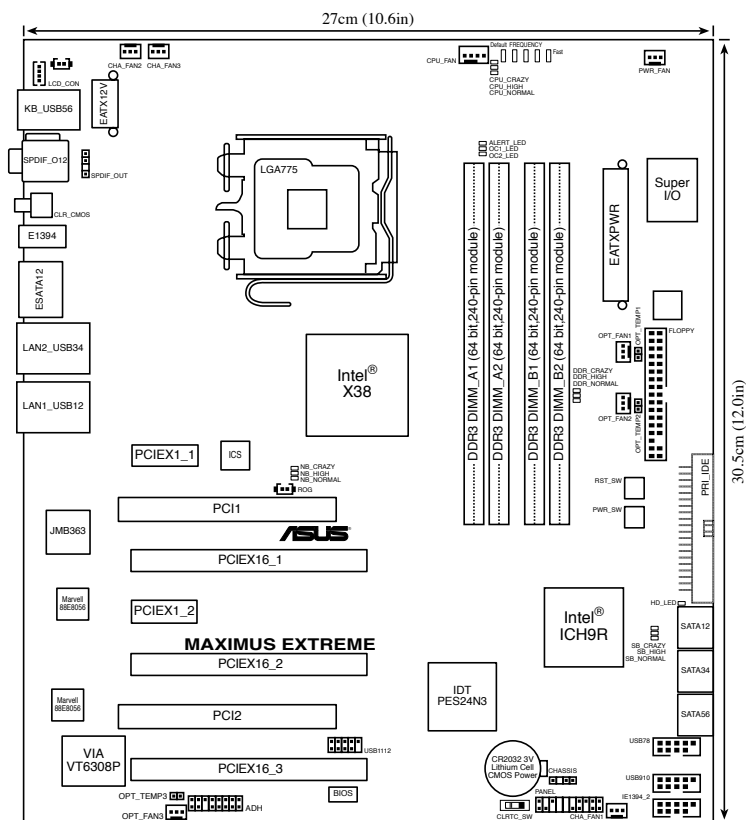 27cm (10.6in)
Default FREQUENCY
Fast
CHA_FAN2
CHA_FAN3
CPU_FAN
PWR_FAN
LCD_CON
CPU_CRAZY
CPU_HIGH
CPU_NORMAL
KB_USB56
EATX12V
ALERT_LED
OC1_LED
OC2_LED
SPDIF_O12
SPDIF_OUT
LGA775
Super
I/O
CLR_CMOS
E1394
EATXPWR
ESATA12
DDR3 DIMM_A1 (64 bit,240-pin module)
DDR3 DIMM_A2 (64 bit,240-pin module)
DDR3 DIMM_B1 (64 bit,240-pin module)
DDR3 DIMM_B2 (64 bit,240-pin module)
OPT_TEMP1
OPT_FAN1
FLOPPY
LAN2_USB34
Intel®
X38
DDR_CRAZY
DDR_HIGH
DDR_NORMAL
LAN1_USB12
OPT_FAN2
OPT_TEMP2
30.5cm (12.0in)
PCIEX1_1
ICS
NB_CRAZY
NB_HIGH
NB_NORMAL
ROG
RST_SW
PRI_IDE
PCI1
PWR_SW
JMB363
ASUS
PCIEX16_1
Marvell
88E8056
PCIEX1_2
Intel®
ICH9R
HD_LED
SATA12
SB_CRAZY
SB_HIGH
SB_NORMAL
MAXIMUS EXTREME
PCIEX16_2
SATA34
IDT
PES24N3
Marvell
88E8056
PCI2
SATA56
VIA
VT6308P
USB1112
USB78
PCIEX16_3
CR2032 3V
Lithium Cell
CMOS Power
CHASSIS
USB910
OPT_TEMP3
ADH
BIOS
PANEL
IE1394_2
OPT_FAN3
CLRTC_SW
CHA_FAN1